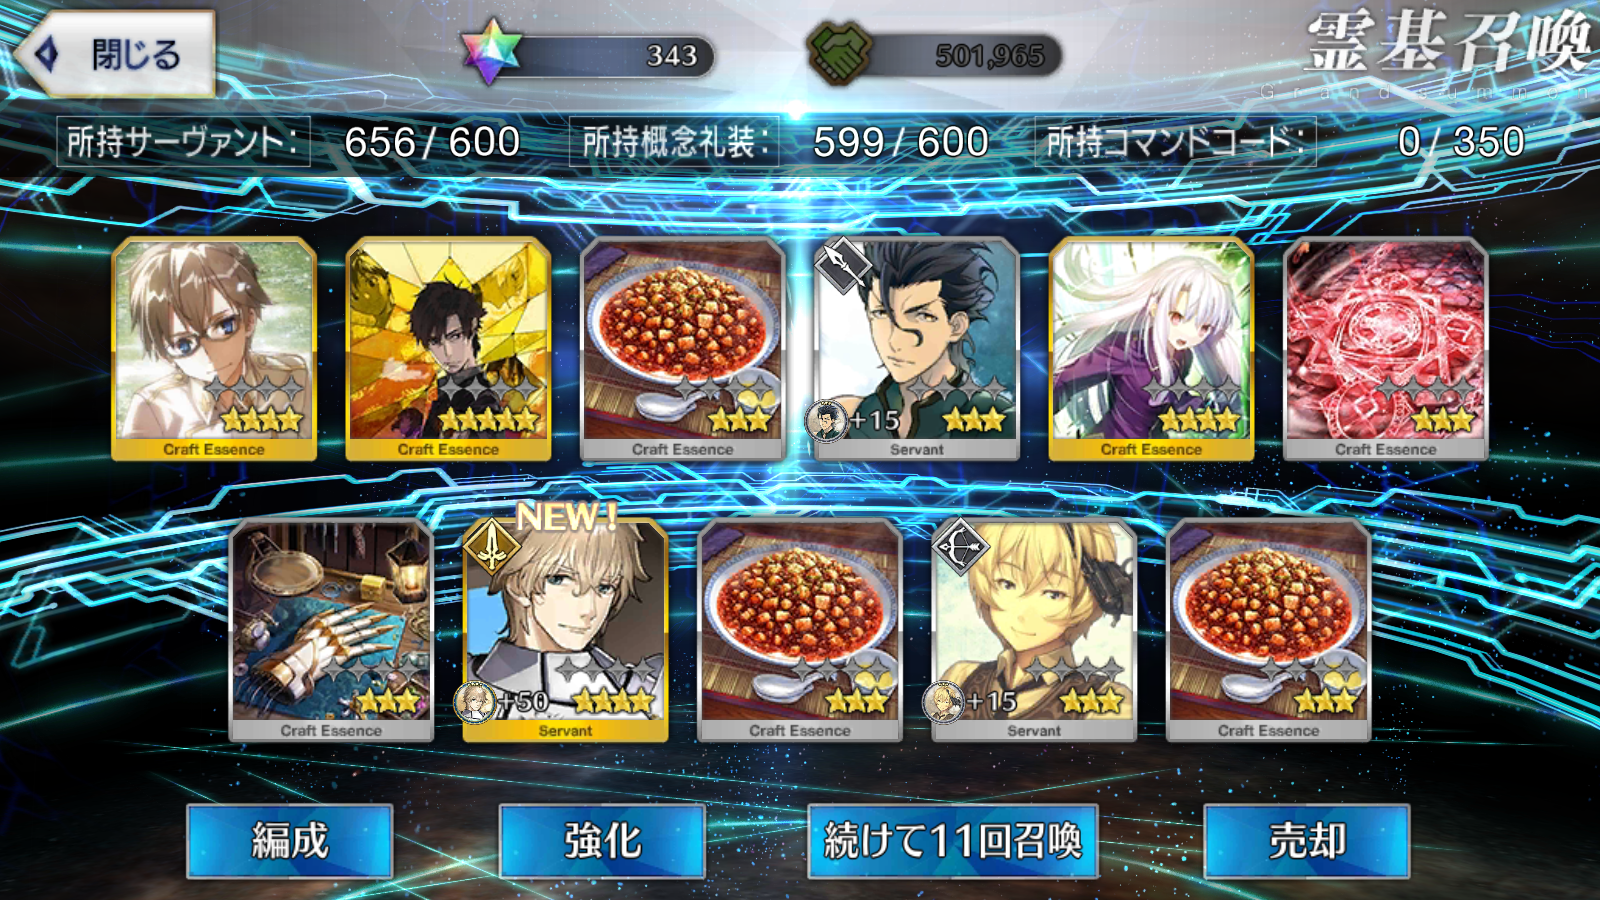 閉じる
343
501,965
霊基召喚
Grand summon
所持サーヴァント: 656 / 600
所持概念礼装: 599 / 600
所持コマンドコード: 0 / 350
Craft Essence
Craft Essence
Craft Essence
+15
Servant
Craft Essence
Craft Essence
NEW!
Craft Essence
+50
Servant
Craft Essence
+15
Servant
Craft Essence
編成
強化
続けて11回召喚
売却